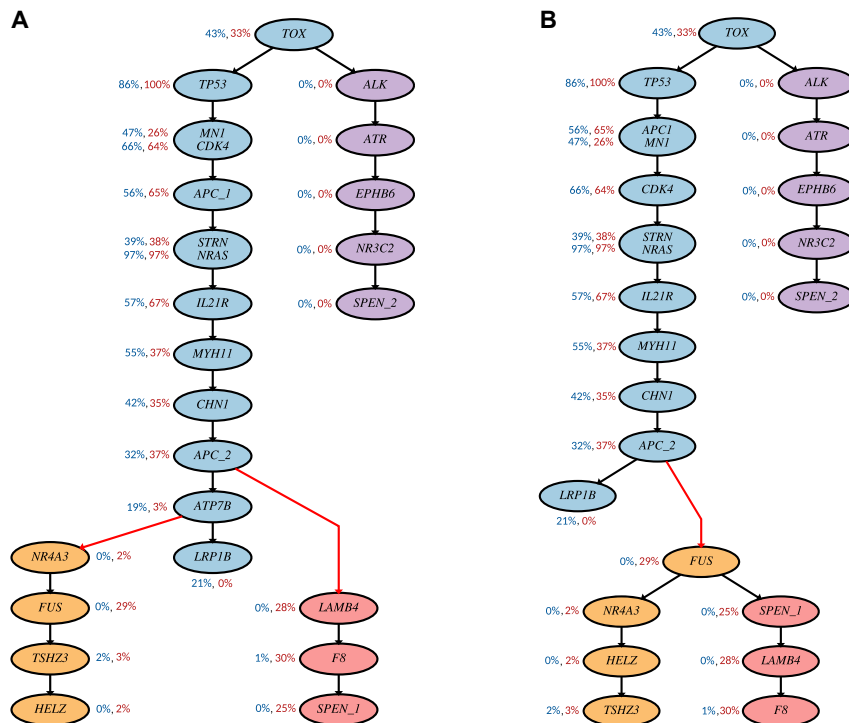 A
43%, 33% TOX
86%, 100% TP53
0%, 0% ALK
47%, 26% MN1
66%, 64% CDK4
0%, 0% ATR
56%, 65% APC_1
0%, 0% EPHB6
39%, 38% STRN
97%, 97% NRAS
0%, 0% NR3C2
57%, 67% IL21R
0%, 0% SPEN_2
55%, 37% MYH11
42%, 35% CHN1
32%, 37% APC_2
19%, 3% ATP7B
NR4A3 0%, 2%
LRP1B
21%, 0%
FUS 0%, 29%
0%, 28% LAMB4
TSHZ3 2%, 3%
1%, 30% F8
HELZ 0%, 2%
0%, 25% SPEN_1
B
43%, 33% TOX
86%, 100% TP53
0%, 0% ALK
56%, 65% APC1
47%, 26% MN1
0%, 0% ATR
66%, 64% CDK4
0%, 0% EPHB6
39%, 38% STRN
97%, 97% NRAS
0%, 0% NR3C2
57%, 67% IL21R
0%, 0% SPEN_2
55%, 37% MYH11
42%, 35% CHN1
32%, 37% APC_2
LRP1B
21%, 0%
0%, 29% FUS
0%, 2% NR4A3
0%, 25% SPEN_1
0%, 2% HELZ
0%, 28% LAMB4
2%, 3% TSHZ3
1%, 30% F8